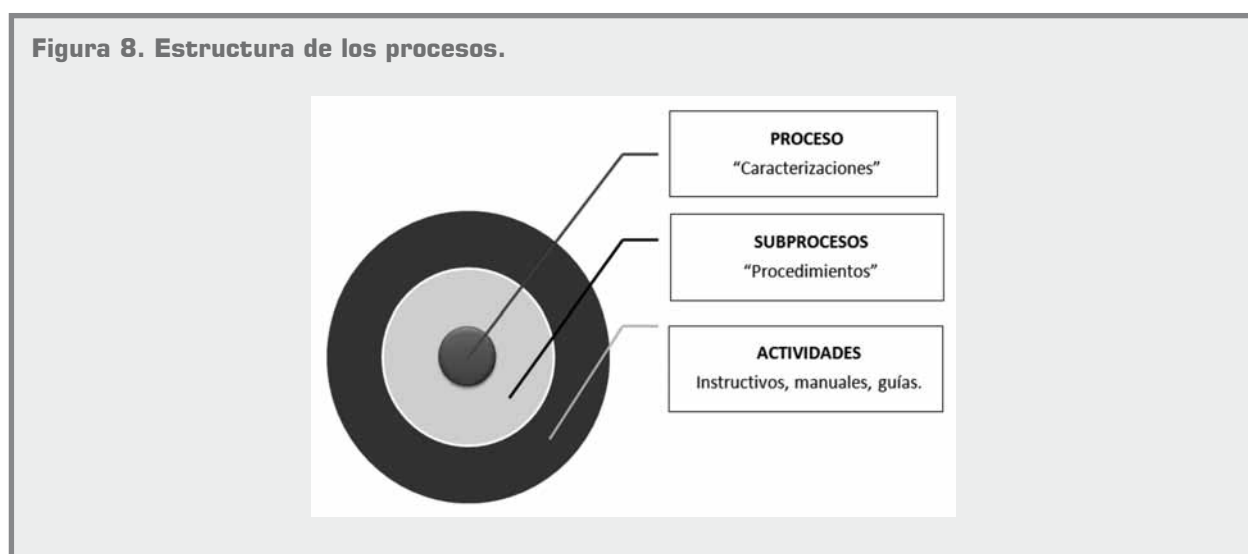 Figura 8. Estructura de los procesos.
PROCESO
“Caracterizaciones”
SUBPROCESOS
“Procedimientos”
ACTIVIDADES
Instructivos, manuales, guías.